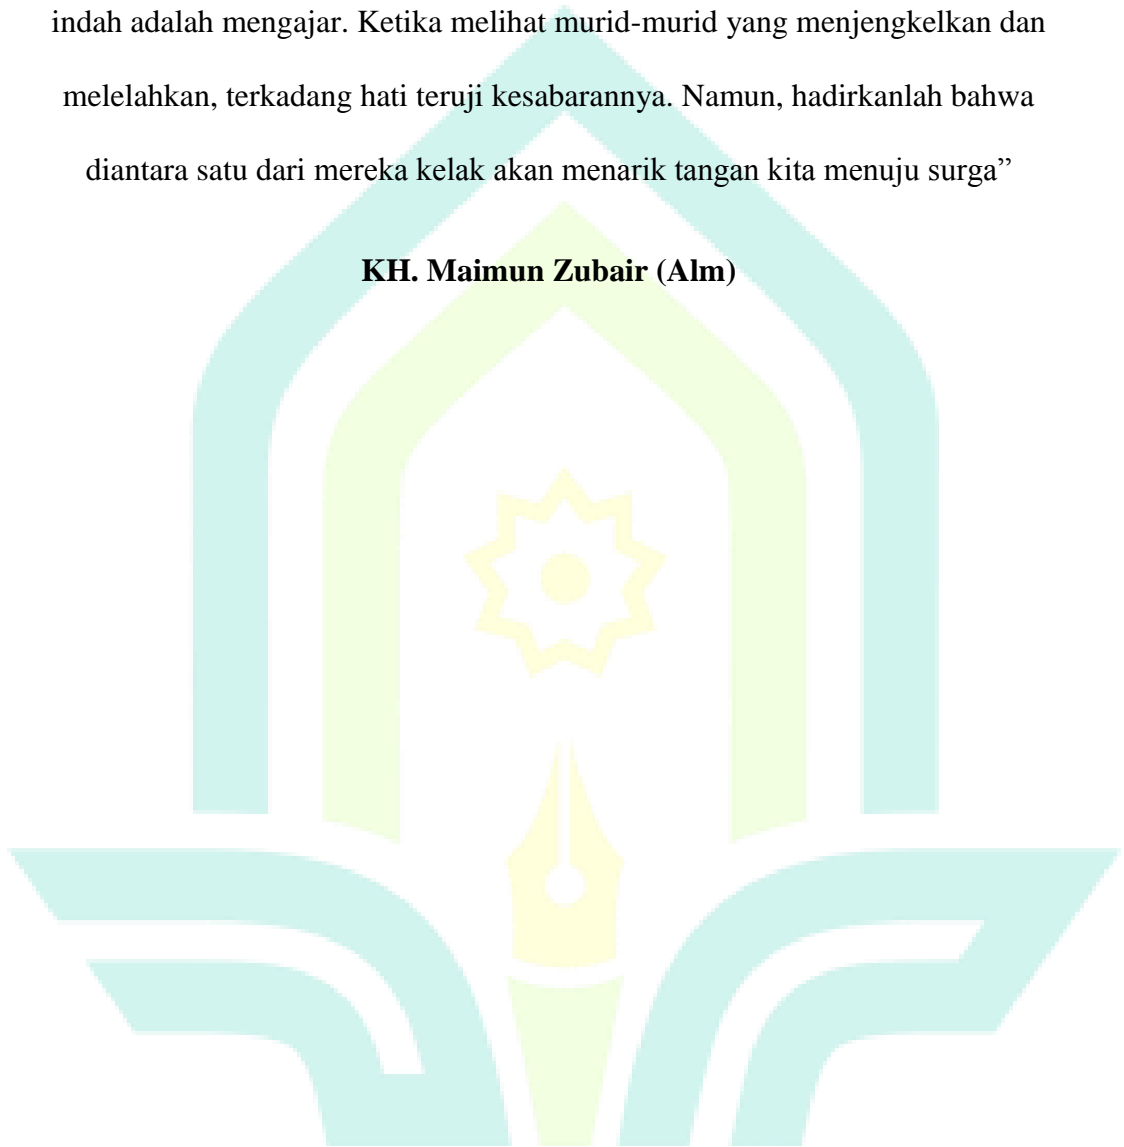 indah adalah mengajar. Ketika melihat murid-murid yang menjengkelkan dan
melelahkan, terkadang hati teruji kesabarannya. Namun, hadirkanlah bahwa
diantara satu dari mereka kelak akan menarik tangan kita menuju surga”
KH. Maimun Zubair (Alm)